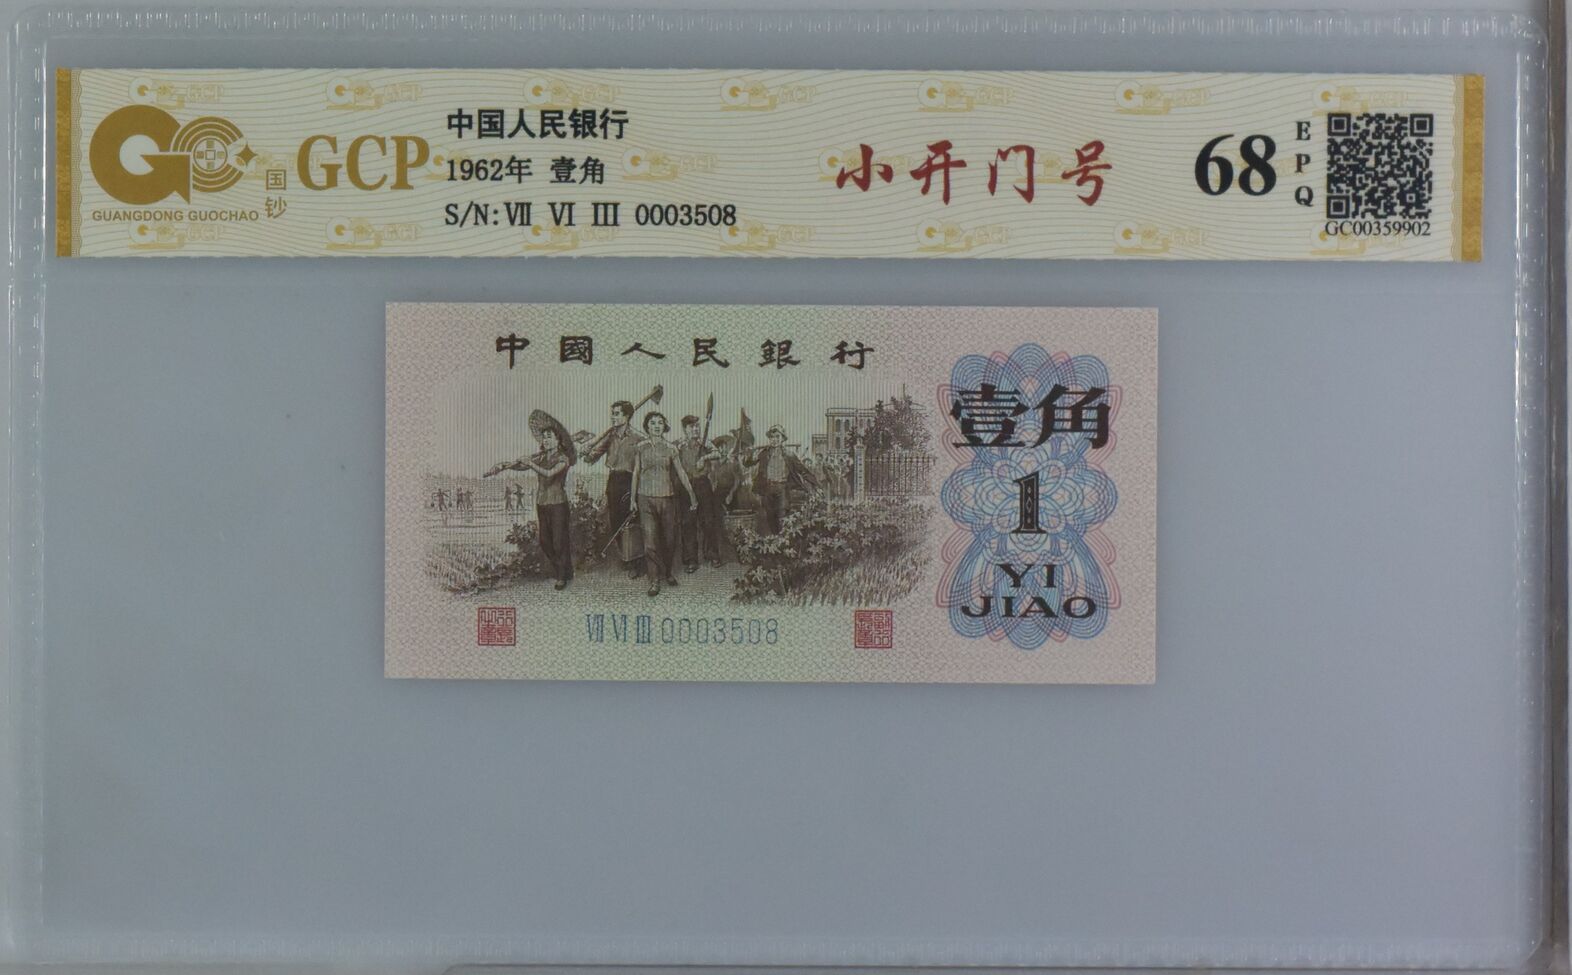 GCP
国钞
GUANGDONG GUOCHAO
中国人民银行
1962年 壹角
S/N: Ⅶ Ⅵ Ⅲ 0003508
小开门号
68
EPQ
GC00359902
中國人民銀行
壹角
1
YI
JIAO
Ⅶ Ⅵ Ⅲ 0003508